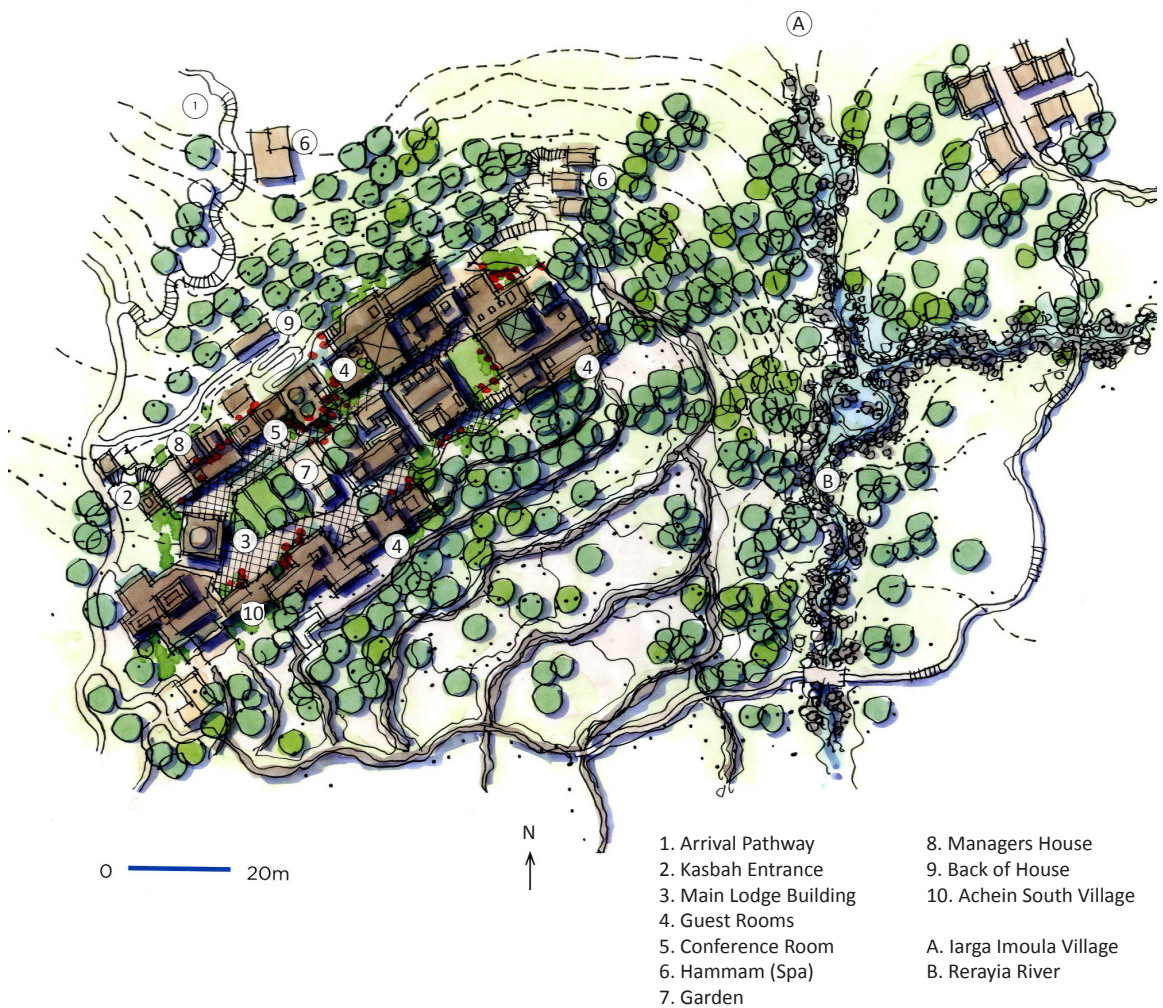 A
1
6
6
9
4
4
8
5
7
2
B
3
4
10
N
0 20m
1. Arrival Pathway
2. Kasbah Entrance
3. Main Lodge Building
4. Guest Rooms
5. Conference Room
6. Hammam (Spa)
7. Garden
8. Managers House
9. Back of House
10. Achein South Village
A. Iarga Imoula Village
B. Rerayia River